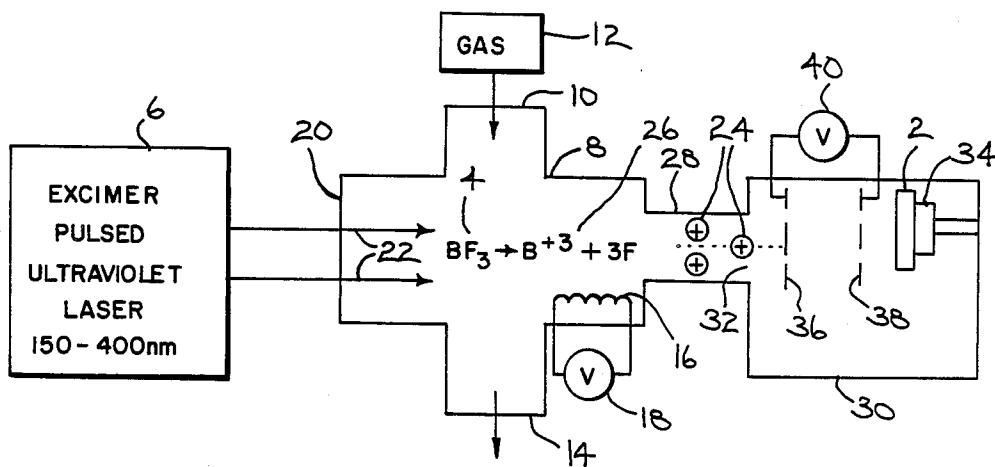 GAS
12
40
6
10
V
20
8
26
24
2
34
28
EXCIMER
PULSED
ULTRAVIOLET
LASER
150-400nm
4
22
BF₃ → B⁺³ + 3F
⊕
⊕
⊕
32
36
38
16
V
18
30
14